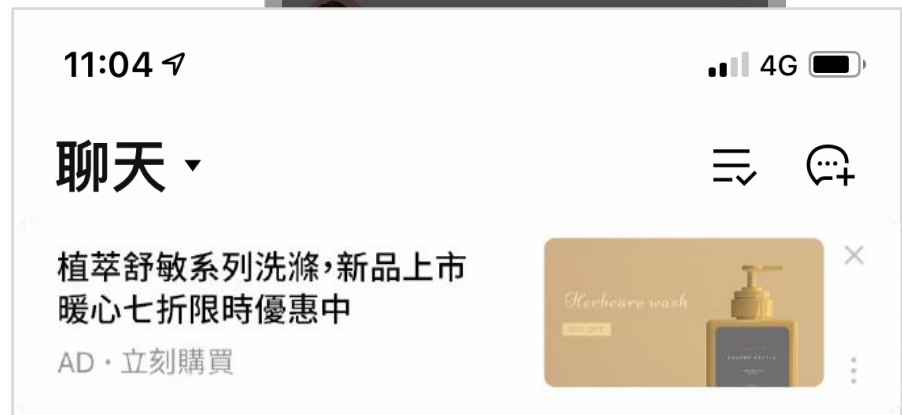 11:04
4G
聊天
植萃舒敏系列洗滌,新品上市
暖心七折限時優惠中
AD・立刻購買
Herbcare wash